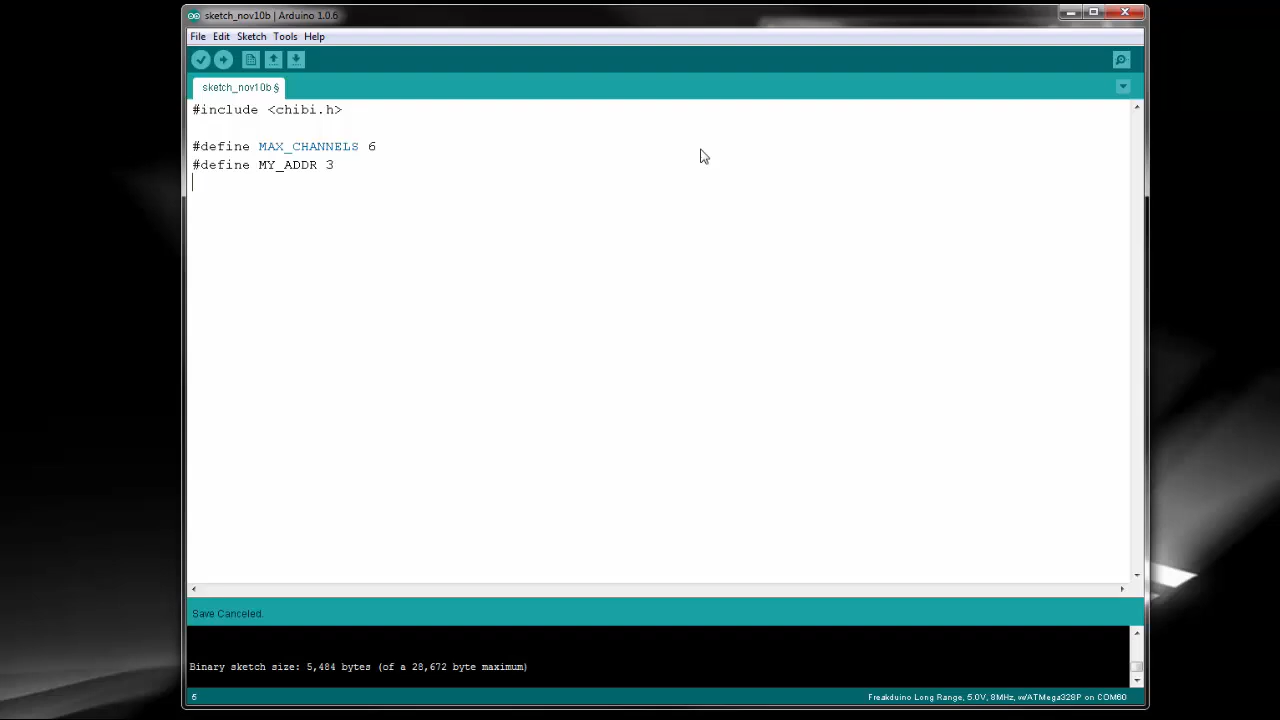 sketch_nov10b | Arduino 1.0.6
File Edit Sketch Tools Help
sketch_nov10b §
#include <chibi.h>
#define MAX_CHANNELS 6
#define MY_ADDR 3
Save Canceled.
Binary sketch size: 5,484 bytes (of a 28,672 byte maximum)
5
Freakduino Long Range, 5.0V, 8MHz, w/ATMega328P on COM60